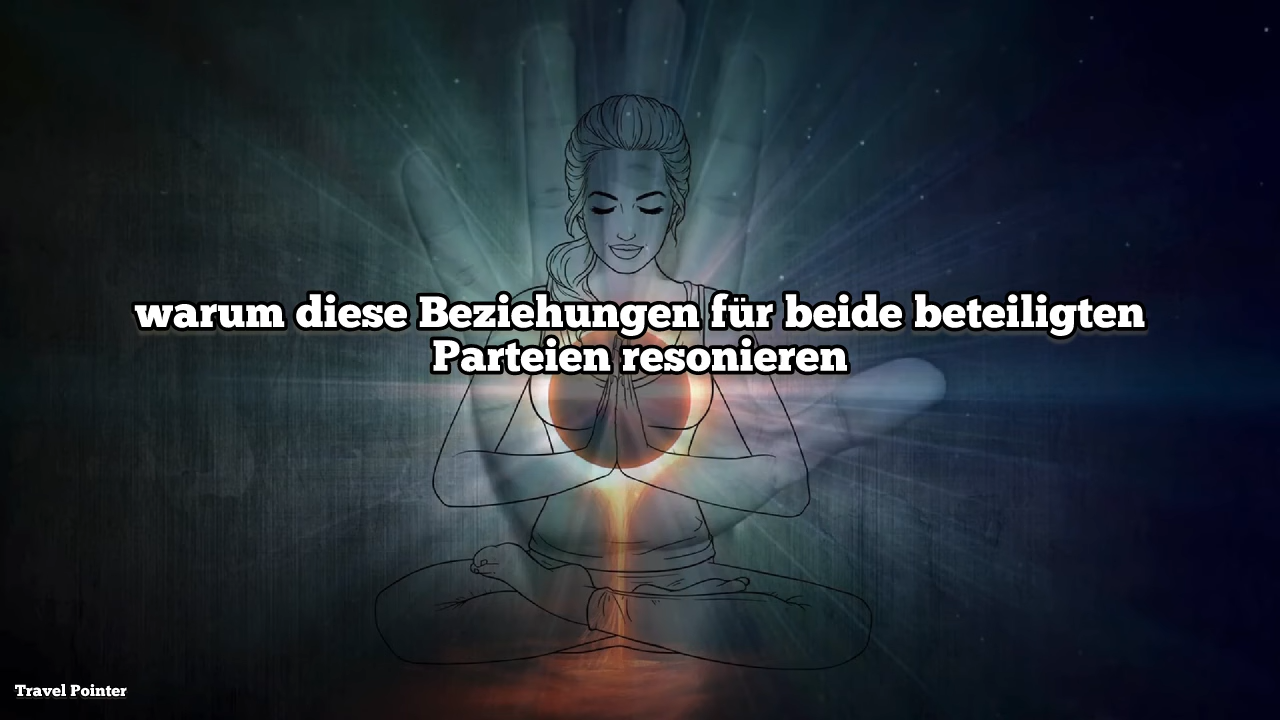 warum diese Beziehungen für beide beteiligten
Parteien resonieren
Travel Pointer